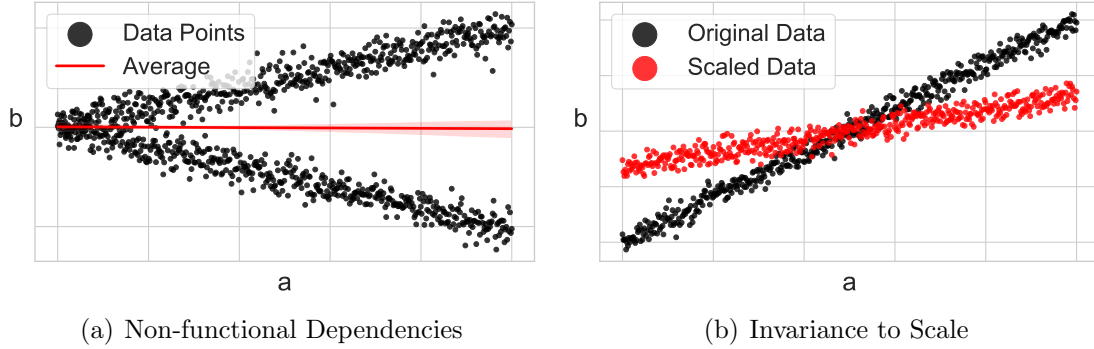 Data Points
Average
b
a
(a) Non-functional Dependencies
Original Data
Scaled Data
b
a
(b) Invariance to Scale